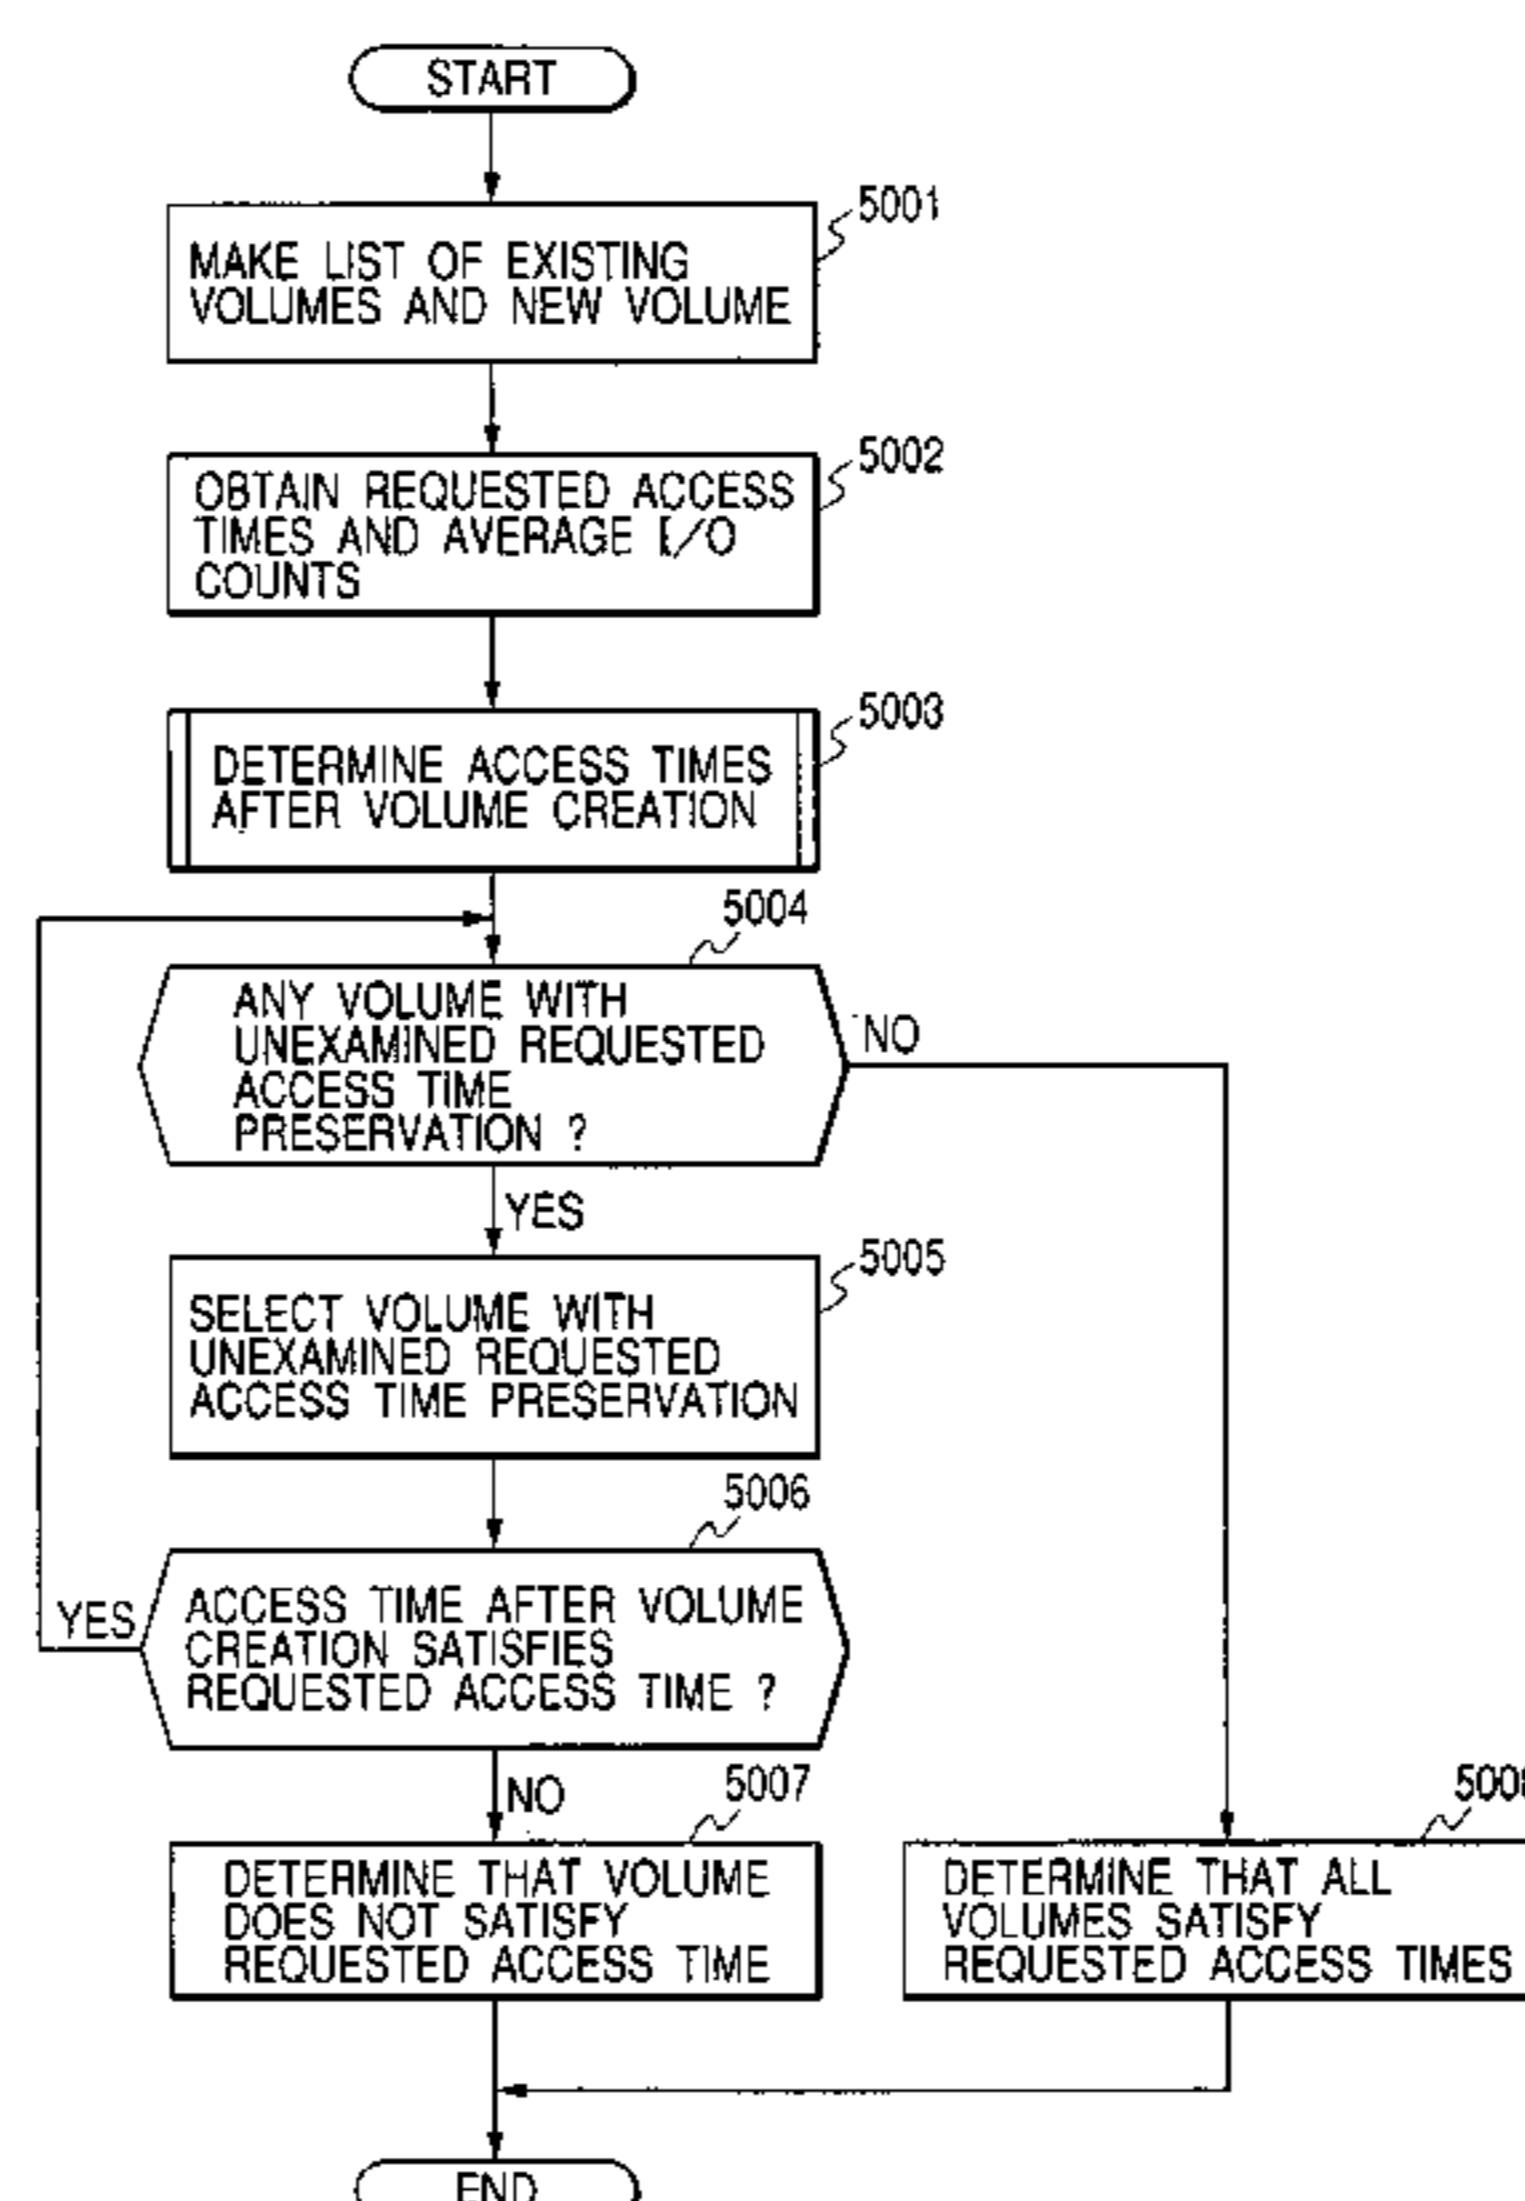 START
5001
MAKE LIST OF EXISTING
VOLUMES AND NEW VOLUME
5002
OBTAIN REQUESTED ACCESS
TIMES AND AVERAGE I/O
COUNTS
5003
DETERMINE ACCESS TIMES
AFTER VOLUME CREATION
5004
ANY VOLUME WITH
UNEXAMINED REQUESTED
ACCESS TIME
PRESERVATION ?
NO
YES
5005
SELECT VOLUME WITH
UNEXAMINED REQUESTED
ACCESS TIME PRESERVATION
5006
ACCESS TIME AFTER VOLUME
CREATION SATISFIES
REQUESTED ACCESS TIME ?
YES
NO
5007
DETERMINE THAT VOLUME
DOES NOT SATISFY
REQUESTED ACCESS TIME
5008
DETERMINE THAT ALL
VOLUMES SATISFY
REQUESTED ACCESS TIMES
END